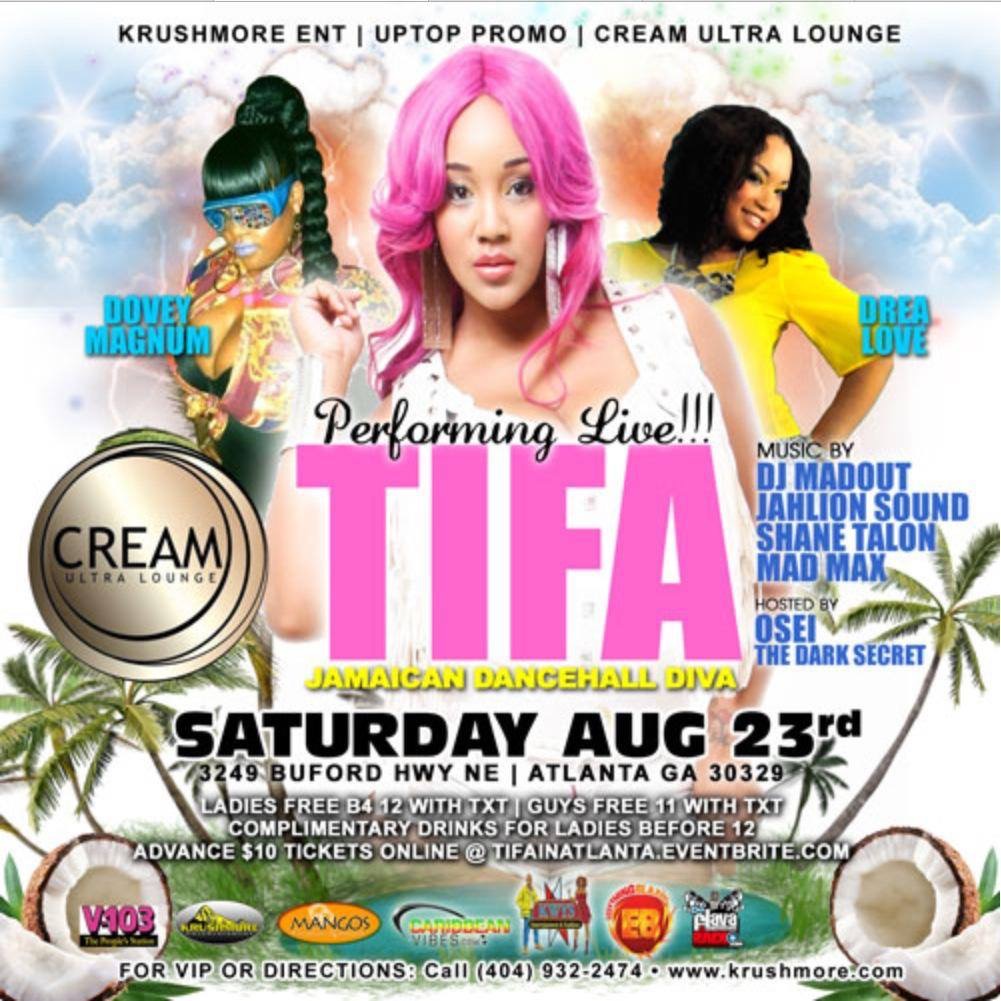 KRUSHMORE ENT | UPTOP PROMO | CREAM ULTRA LOUNGE
DOVEY
MAGNUM
DREA
LOVE
Performing Live!!!
TIFA
JAMAICAN DANCEHALL DIVA
CREAM
ULTRA LOUNGE
MUSIC BY
DJ MADOUT
JAHLION SOUND
SHANE TALON
MAD MAX
HOSTED BY
OSEI
THE DARK SECRET
SATURDAY AUG 23rd
3249 BUFORD HWY NE | ATLANTA GA 30329
LADIES FREE B4 12 WITH TXT | GUYS FREE 11 WITH TXT
COMPLIMENTARY DRINKS FOR LADIES BEFORE 12
ADVANCE $10 TICKETS ONLINE @ TIFAINATLANTA.EVENTBRITE.COM
V-103
The People's Station
KRUSHMORE
MANGOS
CARIBBEAN
VIBES
EB
FOR VIP OR DIRECTIONS: Call (404) 932-2474 • www.krushmore.com